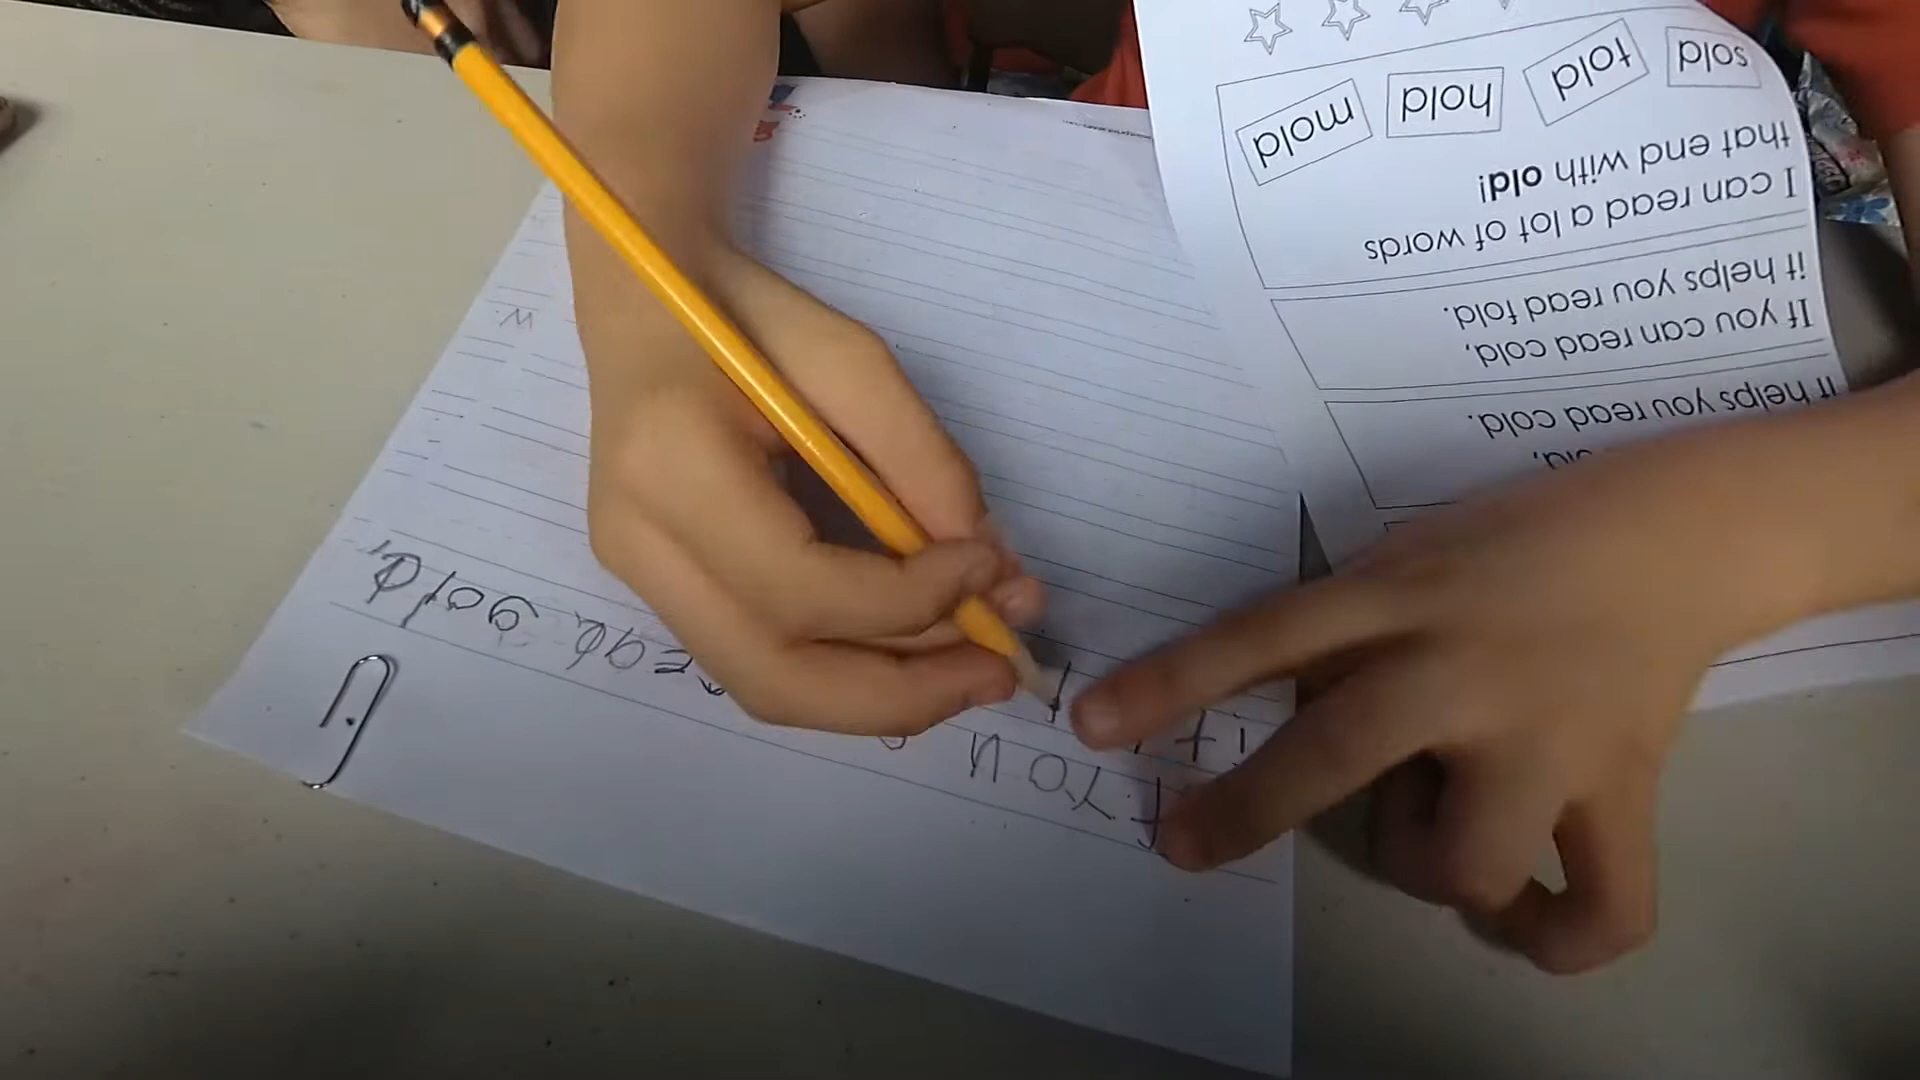 it helps you read cold.
If you can read cold,
it helps you read fold.
I can read a lot of words
that end with old!
sold told hold mold
f you read gold,
it